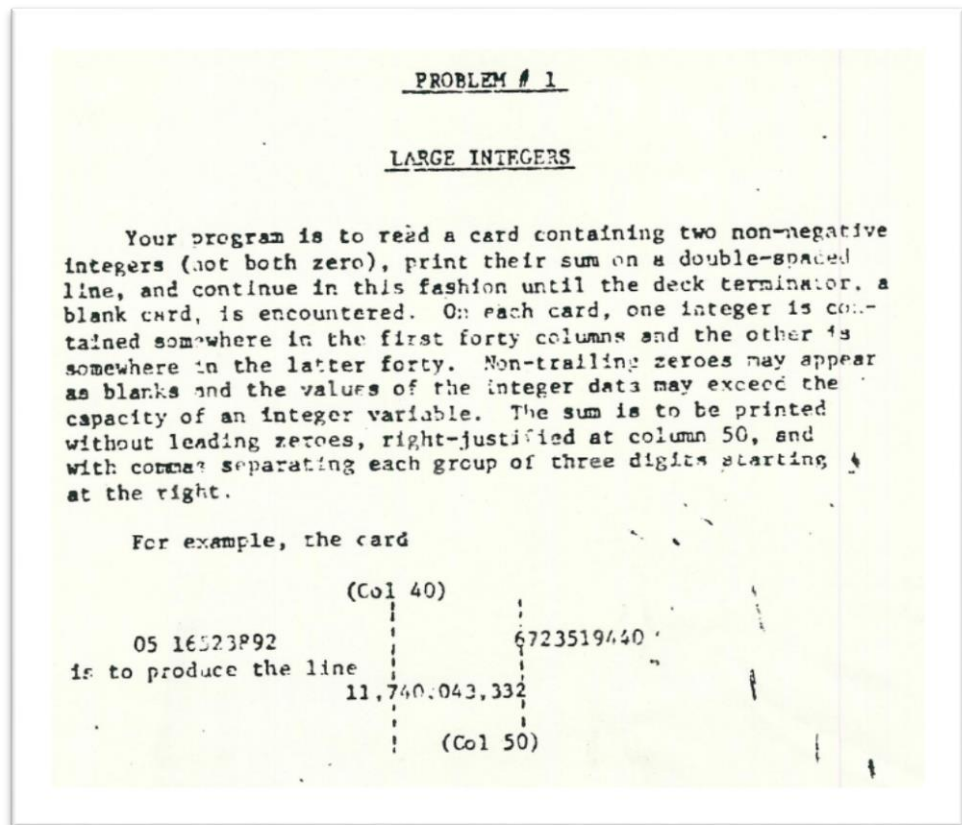 PROBLEM # 1
LARGE INTEGERS
Your program is to read a card containing two non-negative
integers (not both zero), print their sum on a double-spaced
line, and continue in this fashion until the deck terminator, a
blank card, is encountered. On each card, one integer is con-
tained somewhere in the first forty columns and the other is
somewhere in the latter forty. Non-trailing zeroes may appear
as blanks and the values of the integer data may exceed the
capacity of an integer variable. The sum is to be printed
without leading zeroes, right-justified at column 50, and
with commas separating each group of three digits starting
at the right.
For example, the card
(Col 40)
05 16523892 6723519440
is to produce the line
11,740,043,332
(Col 50)